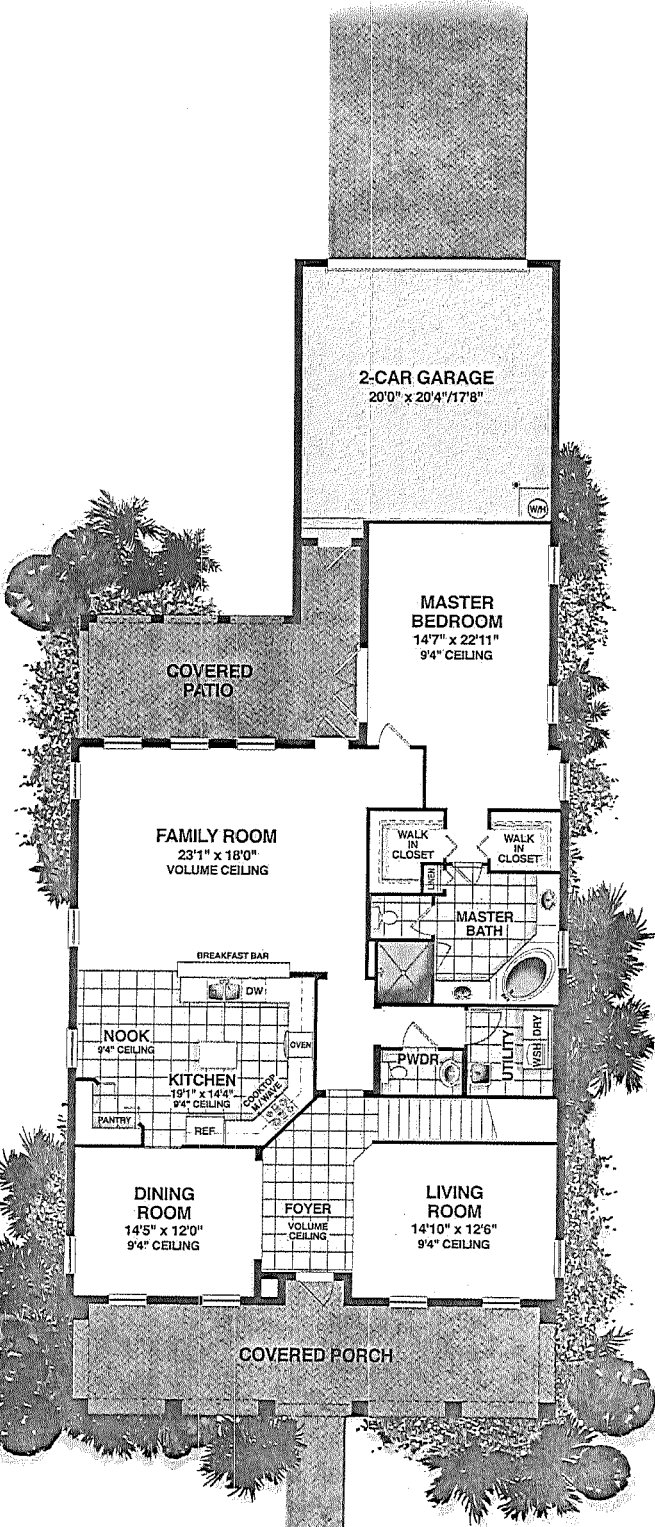 2-CAR GARAGE
20'0" x 20'4"/17'8"
W/H
MASTER
BEDROOM
14'7" x 22'11"
9'4" CEILING
COVERED
PATIO
FAMILY ROOM
23'1" x 18'0"
VOLUME CEILING
WALK
IN
CLOSET
WALK
IN
CLOSET
LINEN
MASTER
BATH
BREAKFAST BAR
DW
NOOK
9'4" CEILING
OVEN
KITCHEN
19'1" x 14'4"
9'4" CEILING
COOKTOP
M/WAVE
PANTRY
REF.
PWDR.
UTILITY
WSH
DRY
DINING
ROOM
14'5" x 12'0"
9'4" CEILING
FOYER
VOLUME
CEILING
LIVING
ROOM
14'10" x 12'6"
9'4" CEILING
COVERED PORCH